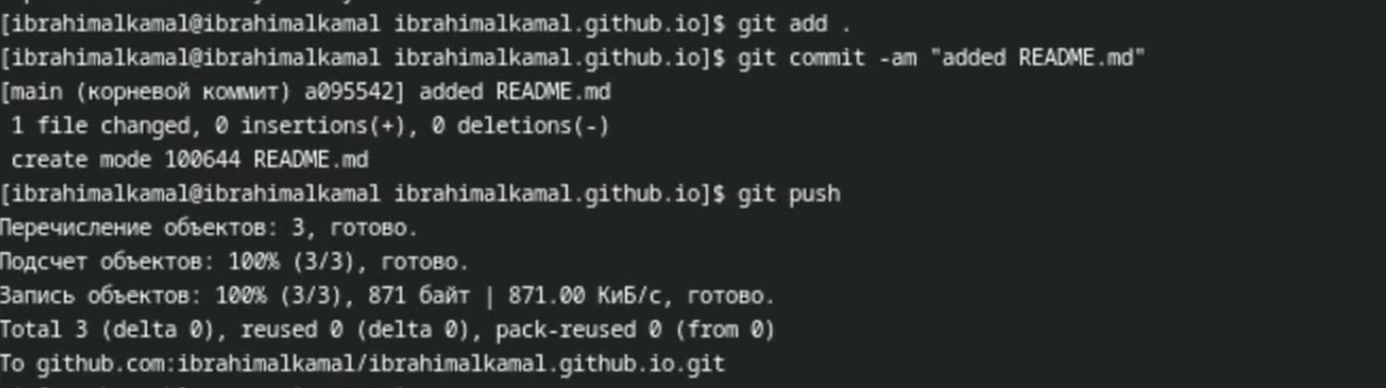 [ibrahimalkamal@ibrahimalkamal ibrahimalkamal.github.io]$ git add .
[ibrahimalkamal@ibrahimalkamal ibrahimalkamal.github.io]$ git commit -am "added README.md"
[main (корневой коммит) a095542] added README.md
 1 file changed, 0 insertions(+), 0 deletions(-)
 create mode 100644 README.md
[ibrahimalkamal@ibrahimalkamal ibrahimalkamal.github.io]$ git push
Перечисление объектов: 3, готово.
Подсчет объектов: 100% (3/3), готово.
Запись объектов: 100% (3/3), 871 байт | 871.00 КиБ/с, готово.
Total 3 (delta 0), reused 0 (delta 0), pack-reused 0 (from 0)
To github.com:ibrahimalkamal/ibrahimalkamal.github.io.git